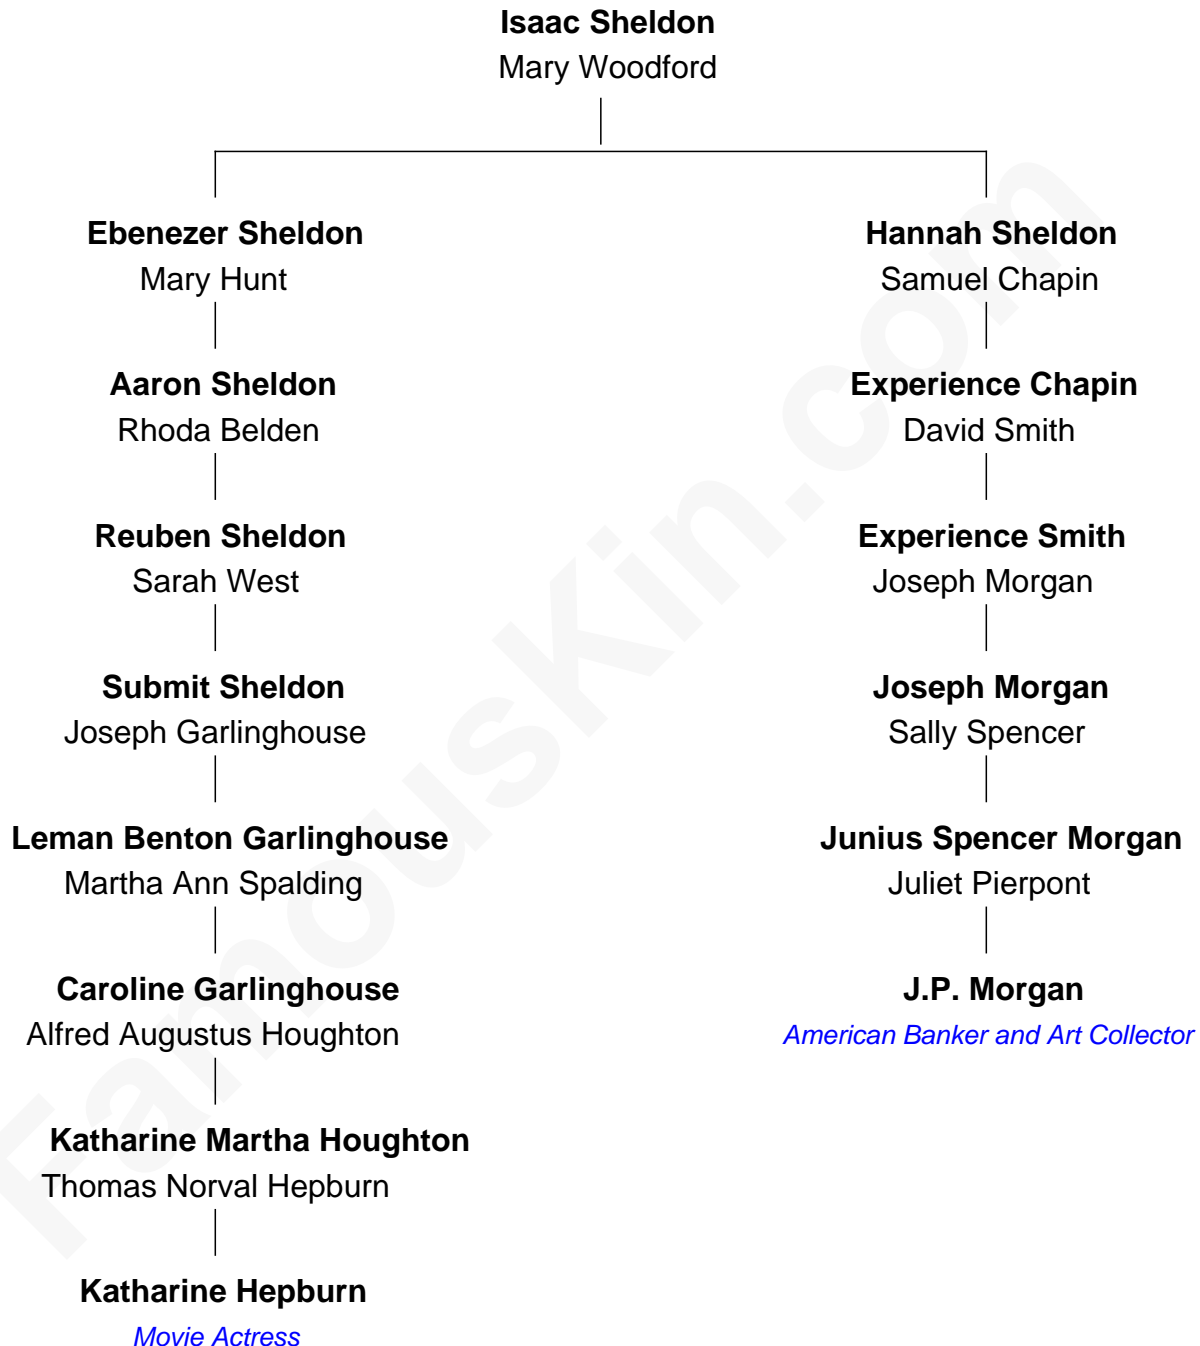 Isaac Sheldon
Mary Woodford
Ebenezer Sheldon
Mary Hunt
Hannah Sheldon
Samuel Chapin
Aaron Sheldon
Rhoda Belden
Experience Chapin
David Smith
Reuben Sheldon
Sarah West
Experience Smith
Joseph Morgan
Submit Sheldon
Joseph Garlinghouse
Joseph Morgan
Sally Spencer
Leman Benton Garlinghouse
Martha Ann Spalding
Junius Spencer Morgan
Juliet Pierpont
Caroline Garlinghouse
Alfred Augustus Houghton
J.P. Morgan
American Banker and Art Collector
Katharine Martha Houghton
Thomas Norval Hepburn
Katharine Hepburn
Movie Actress
FamousKin.com